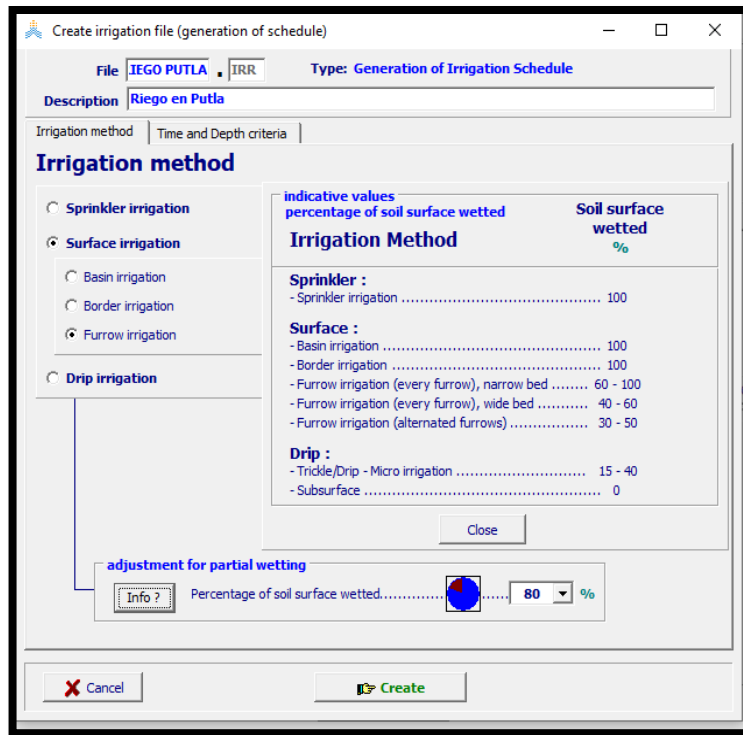 Create irrigation file (generation of schedule)
File IEGO PUTLA . IRR Type: Generation of Irrigation Schedule
Description Riego en Putla
Irrigation method Time and Depth criteria
Irrigation method
Sprinkler irrigation
Surface irrigation
Basin irrigation
Border irrigation
Furrow irrigation
Drip irrigation
indicative values
percentage of soil surface wetted
Irrigation Method
Soil surface
wetted
%
Sprinkler :
- Sprinkler irrigation ................................................ 100
Surface :
- Basin irrigation ..................................................... 100
- Border irrigation .................................................... 100
- Furrow irrigation (every furrow), narrow bed ........ 60 - 100
- Furrow irrigation (every furrow), wide bed ........... 40 - 60
- Furrow irrigation (alternated furrows) ................. 30 - 50
Drip :
- Trickle/Drip - Micro irrigation ............................ 15 - 40
- Subsurface ......................................................... 0
Close
adjustment for partial wetting
Info ? Percentage of soil surface wetted.............. ...... 80 %
Cancel Create